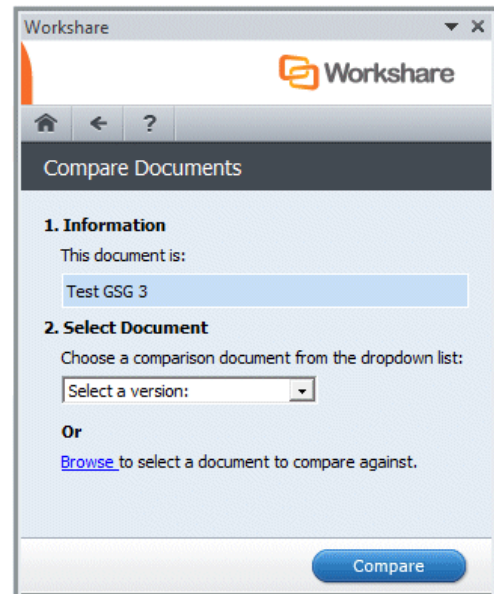 Workshare
Workshare
?
Compare Documents
1. Information
This document is:
Test GSG 3
2. Select Document
Choose a comparison document from the dropdown list:
Select a version:
Or
Browse to select a document to compare against.
Compare